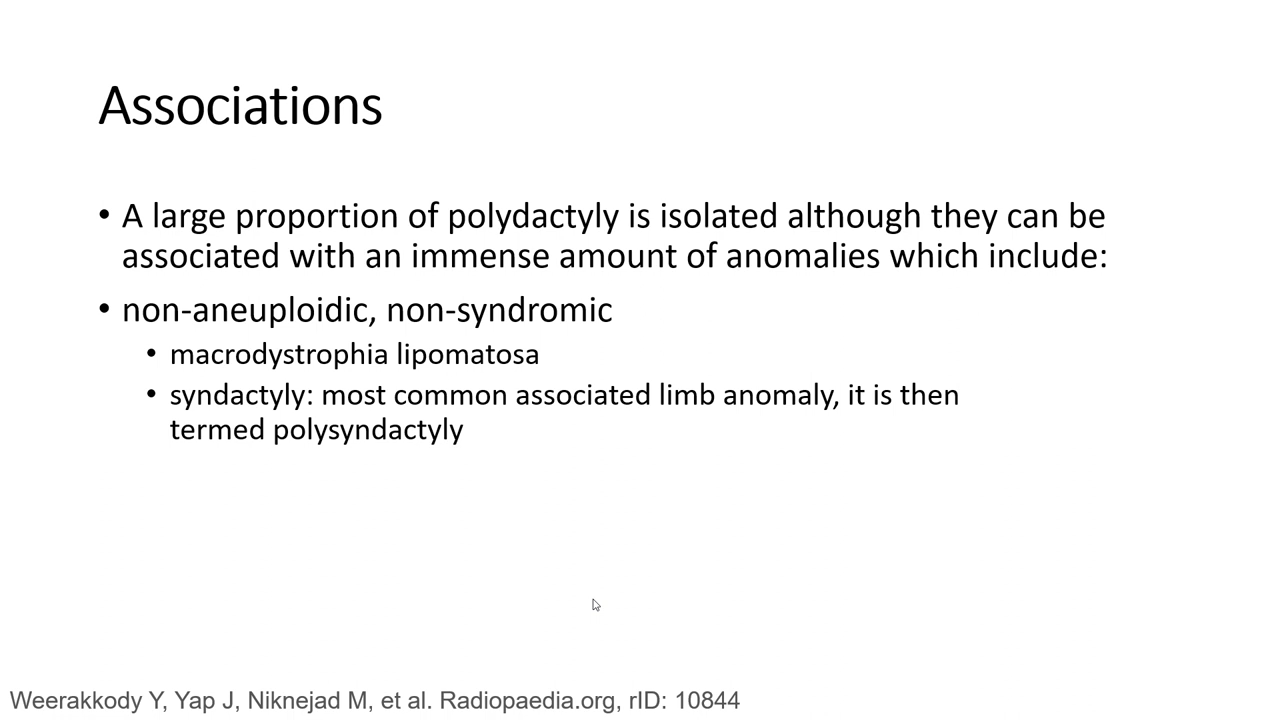 Associations
• A large proportion of polydactyly is isolated although they can be
associated with an immense amount of anomalies which include:
• non-aneuploidic, non-syndromic
• macrodystrophia lipomatosa
• syndactyly: most common associated limb anomaly, it is then
termed polysyndactyly
Weerakkody Y, Yap J, Niknejad M, et al. Radiopaedia.org, rID: 10844